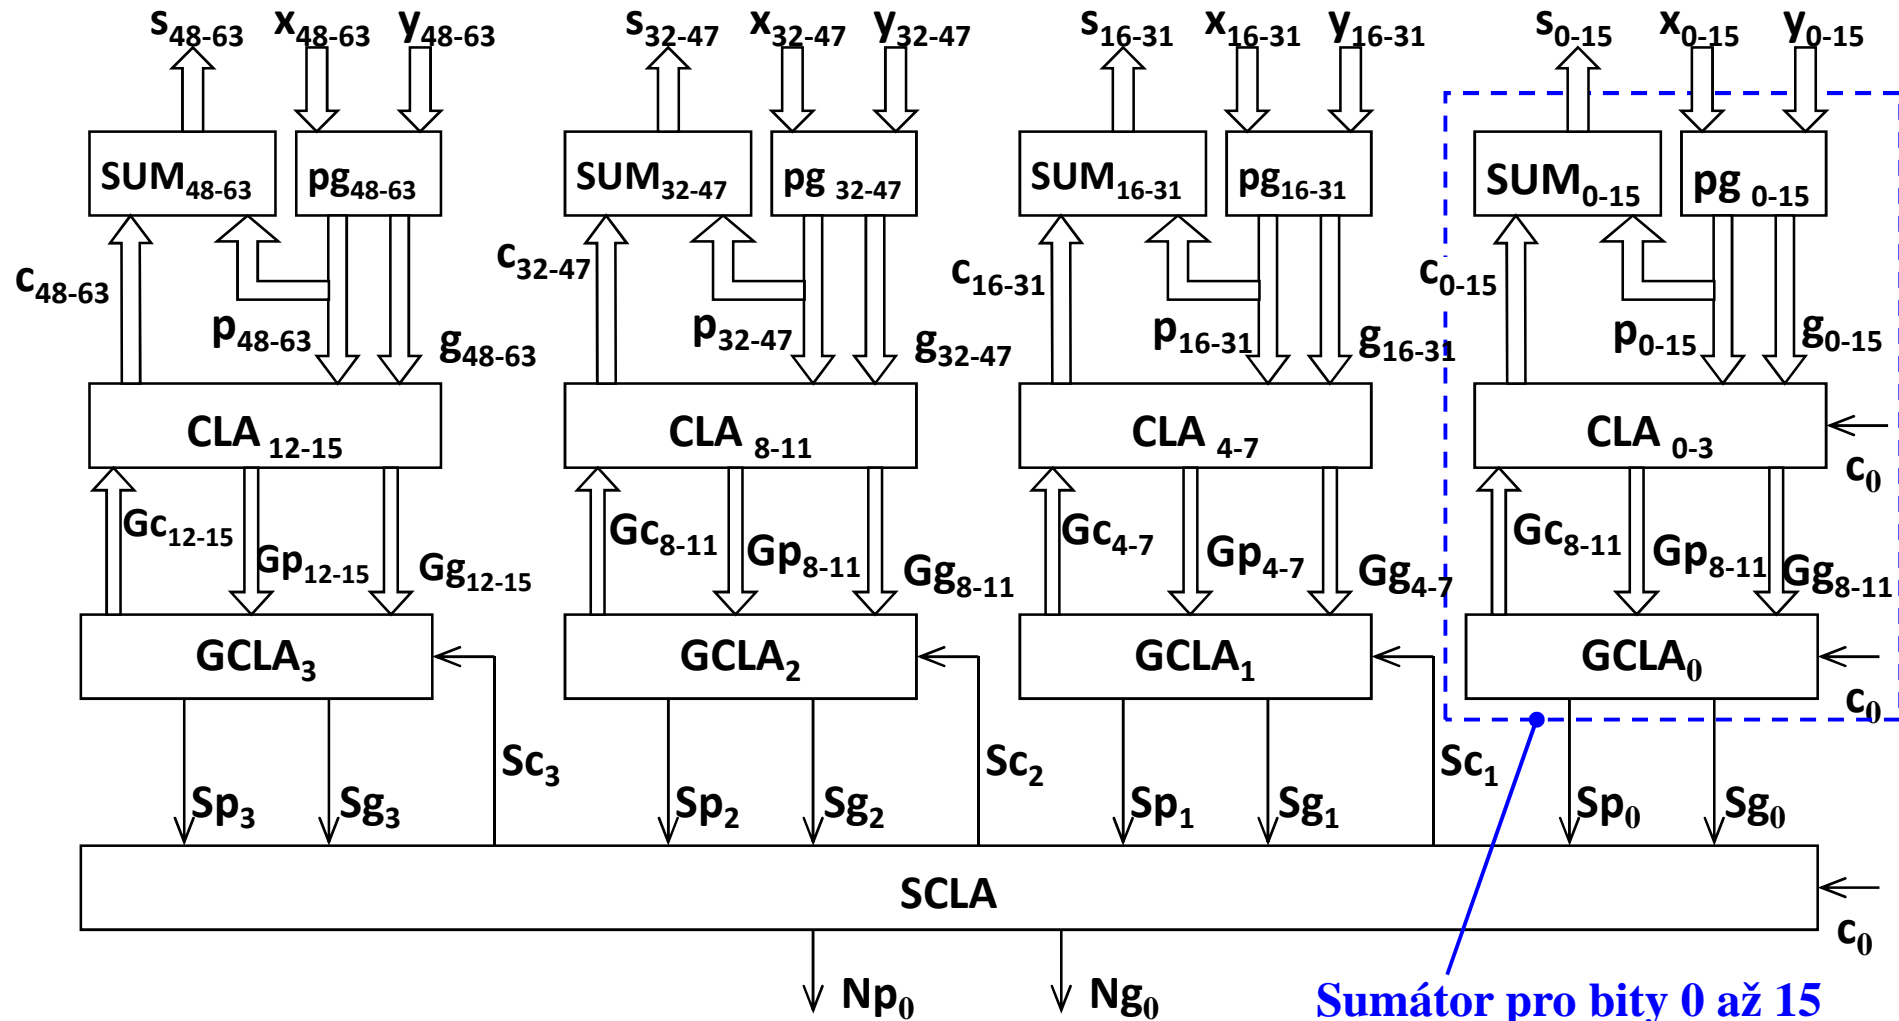 s48-63 x48-63 y48-63 s32-47 x32-47 y32-47 s16-31 x16-31 y16-31 s0-15 x0-15 y0-15
SUM48-63 pg48-63 SUM32-47 pg 32-47 SUM16-31 pg16-31 SUM0-15 pg 0-15
c48-63 c32-47 c16-31 c0-15
p48-63 g48-63 p32-47 g32-47 p16-31 g16-31 p0-15 g0-15
CLA 12-15 CLA 8-11 CLA 4-7 CLA 0-3
c0
Gc12-15 Gp12-15 Gg12-15 Gc8-11 Gp8-11 Gg8-11 Gc4-7 Gp4-7 Gg4-7 Gc8-11 Gp8-11 Gg8-11
GCLA3 GCLA2 GCLA1 GCLA0
c0
Sc3 Sc2 Sc1
Sp3 Sg3 Sp2 Sg2 Sp1 Sg1 Sp0 Sg0
SCLA
c0
Np0 Ng0
Sumátor pro bity 0 až 15